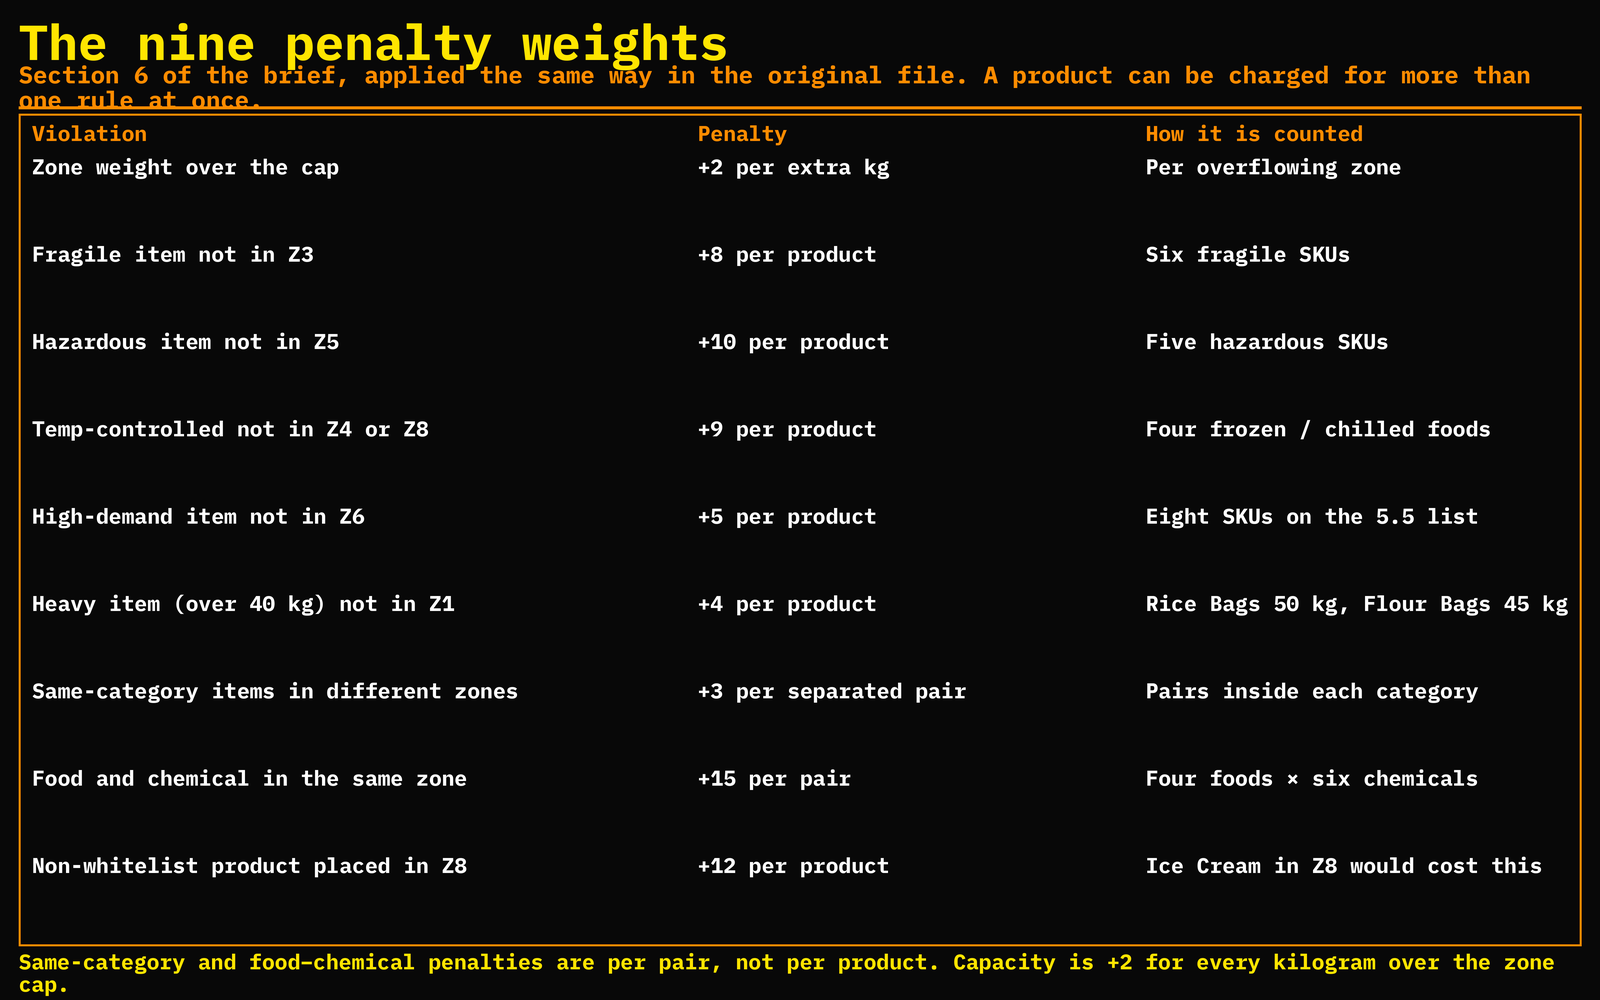 The nine penalty weights
Section 6 of the brief, applied the same way in the original file. A product can be charged for more than
one rule at once.
Violation Penalty How it is counted
Zone weight over the cap +2 per extra kg Per overflowing zone
Fragile item not in Z3 +8 per product Six fragile SKUs
Hazardous item not in Z5 +10 per product Five hazardous SKUs
Temp-controlled not in Z4 or Z8 +9 per product Four frozen / chilled foods
High-demand item not in Z6 +5 per product Eight SKUs on the 5.5 list
Heavy item (over 40 kg) not in Z1 +4 per product Rice Bags 50 kg, Flour Bags 45 kg
Same-category items in different zones +3 per separated pair Pairs inside each category
Food and chemical in the same zone +15 per pair Four foods × six chemicals
Non-whitelist product placed in Z8 +12 per product Ice Cream in Z8 would cost this
Same-category and food–chemical penalties are per pair, not per product. Capacity is +2 for every kilogram over the zone
cap.